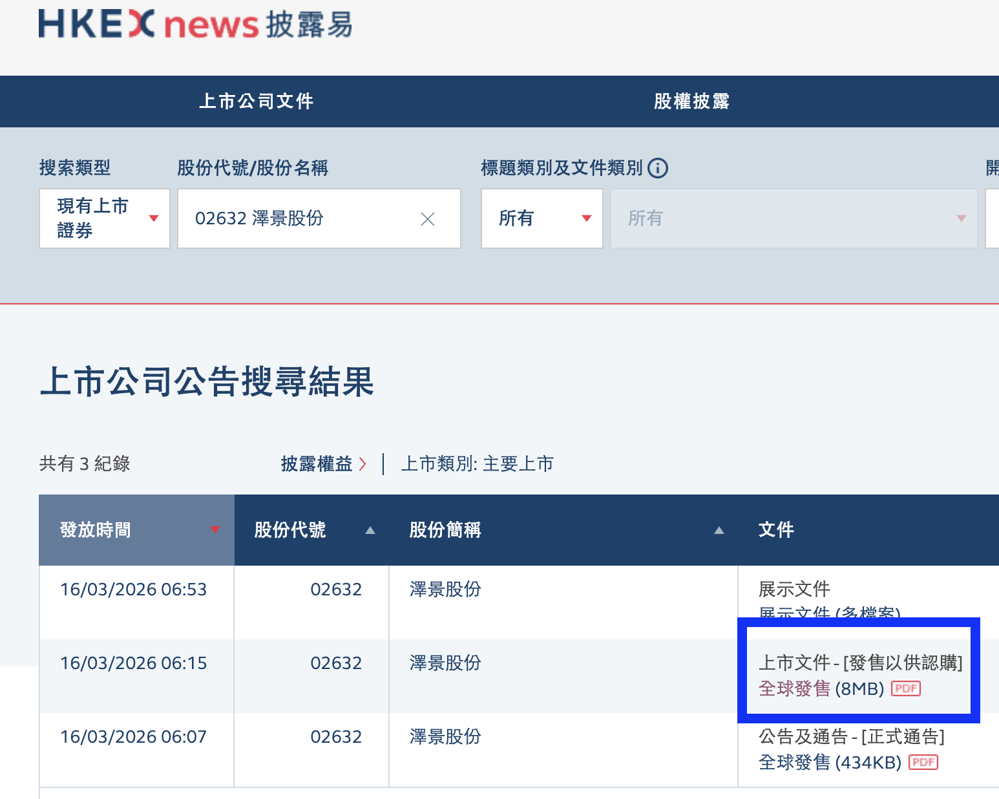 HKEX news 披露易
上市公司文件 股權披露
搜索類型 股份代號/股份名稱 標題類別及文件類別 開
現有上市
證券
02632 澤景股份 所有 所有
上市公司公告搜尋結果
共有 3 紀錄 披露權益 上市類別: 主要上市
發放時間 股份代號 股份簡稱 文件
16/03/2026 06:53 02632 澤景股份 展示文件
展示文件 (多檔案)
16/03/2026 06:15 02632 澤景股份 上市文件 - [發售以供認購]
全球發售 (8MB) PDF
16/03/2026 06:07 02632 澤景股份 公告及通告 - [正式通告]
全球發售 (434KB) PDF